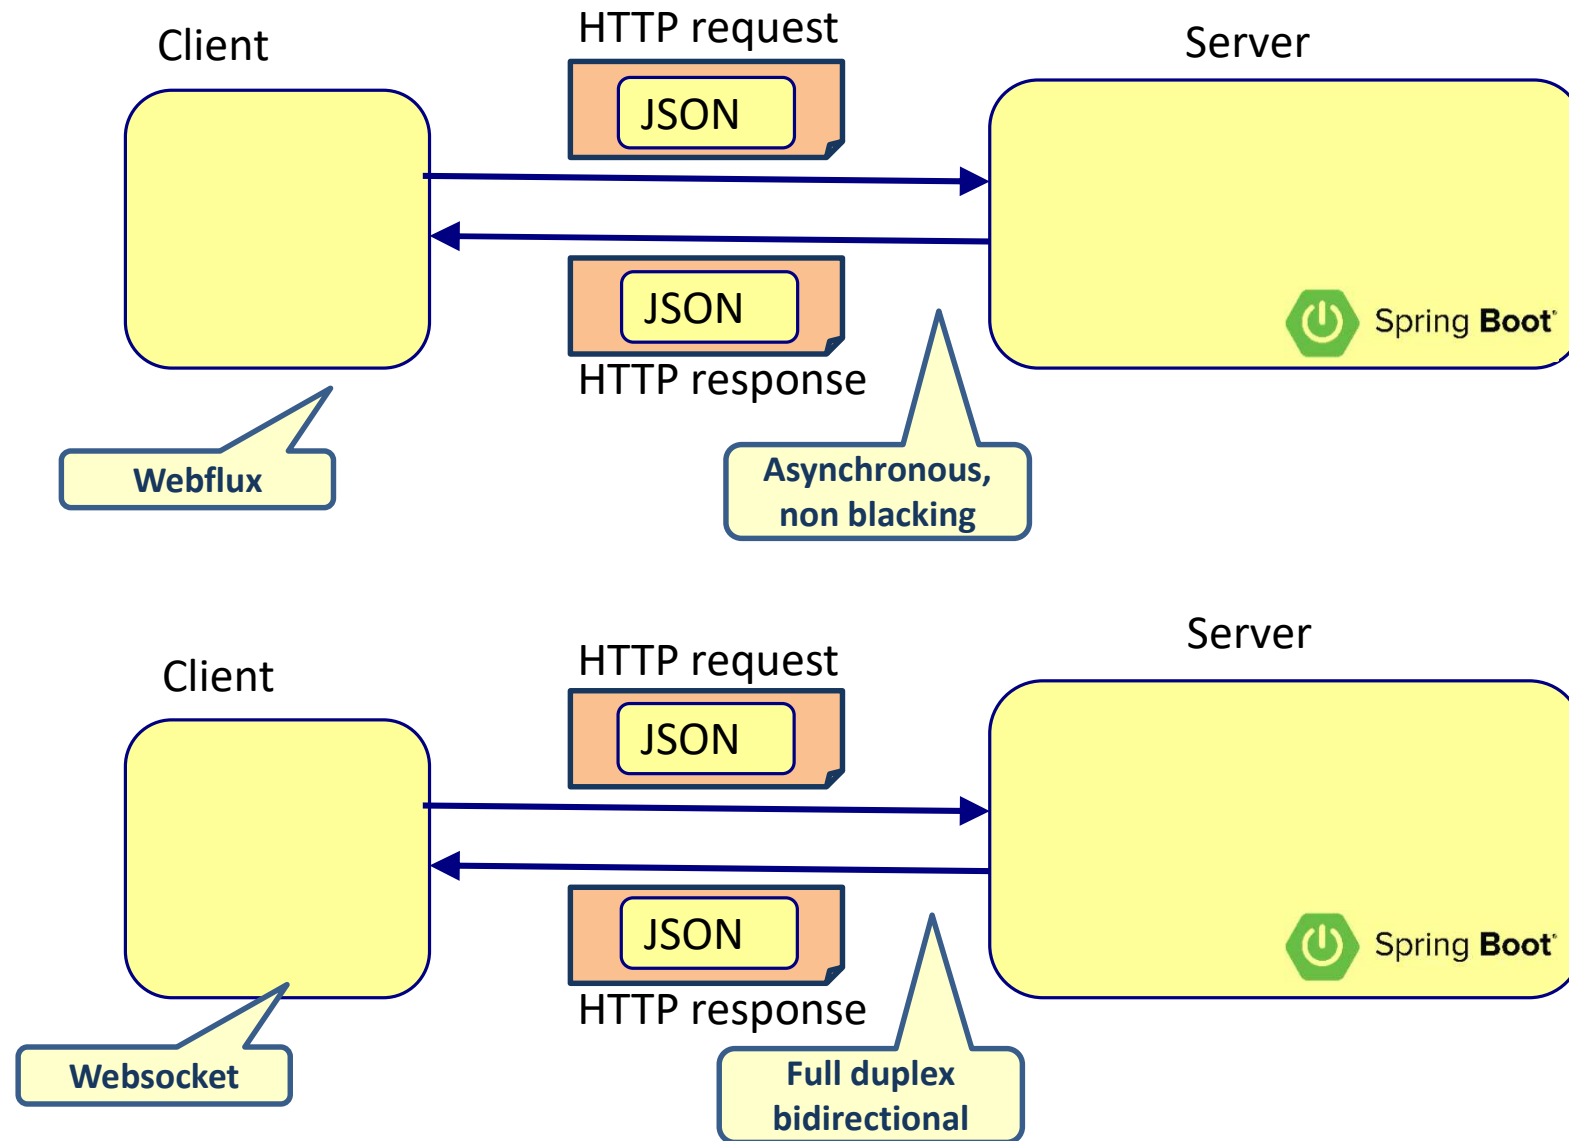 Client
HTTP request
Server
JSON
JSON
Spring Boot
HTTP response
Webflux
Asynchronous,
non blacking
Client
HTTP request
Server
JSON
JSON
Spring Boot
HTTP response
Websocket
Full duplex
bidirectional